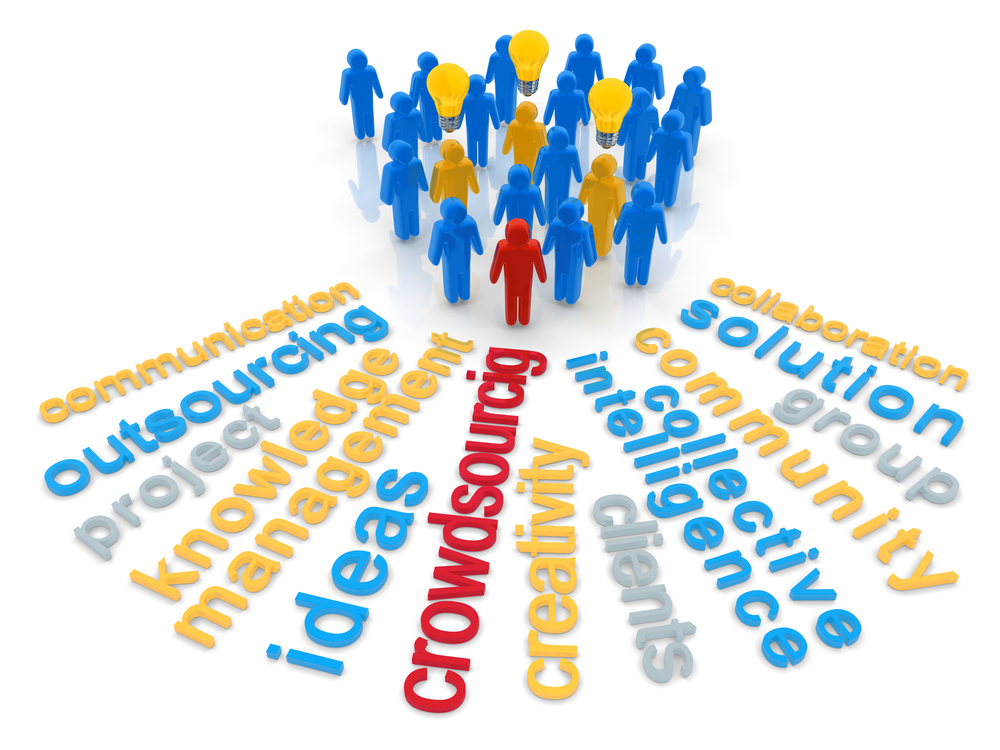 communication
outsourcing
project
knowledge
management
ideas
crowdsourcig
creativity
clients
collective
intelligence
community
group
solution
collaboration